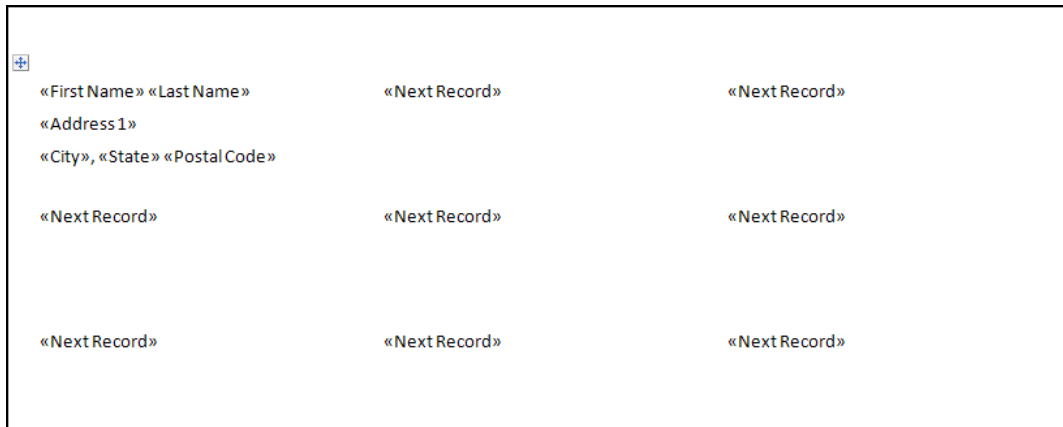 «First Name» «Last Name» «Next Record» «Next Record»
«Address 1»
«City», «State» «Postal Code»
«Next Record» «Next Record» «Next Record»
«Next Record» «Next Record» «Next Record»